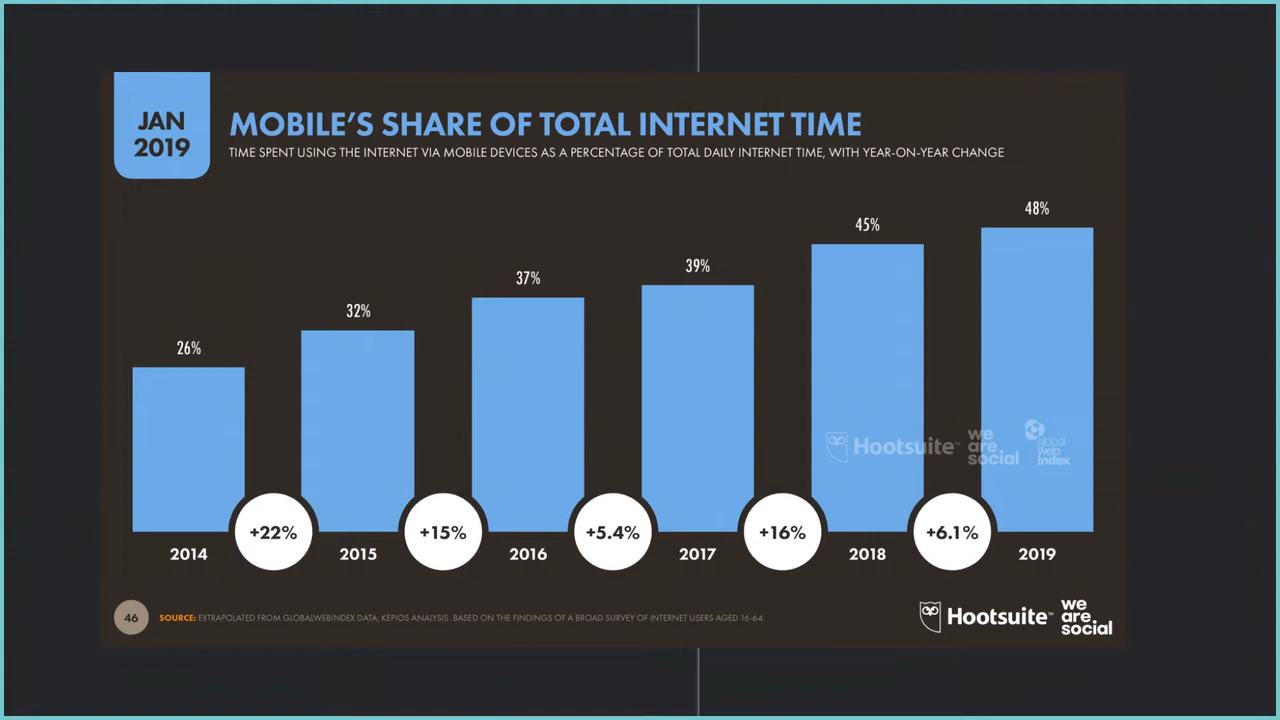 JAN
2019
MOBILE'S SHARE OF TOTAL INTERNET TIME
TIME SPENT USING THE INTERNET VIA MOBILE DEVICES AS A PERCENTAGE OF TOTAL DAILY INTERNET TIME, WITH YEAR-ON-YEAR CHANGE
26%
32%
37%
39%
45%
48%
Hootsuite™
we
are.
social
global
web
index
+22%
+15%
+5.4%
+16%
+6.1%
2014
2015
2016
2017
2018
2019
46
SOURCE: EXTRAPOLATED FROM GLOBALWEBINDEX DATA; KEPIOS ANALYSIS. BASED ON THE FINDINGS OF A BROAD SURVEY OF INTERNET USERS AGED 16-64.
Hootsuite™
we
are.
social